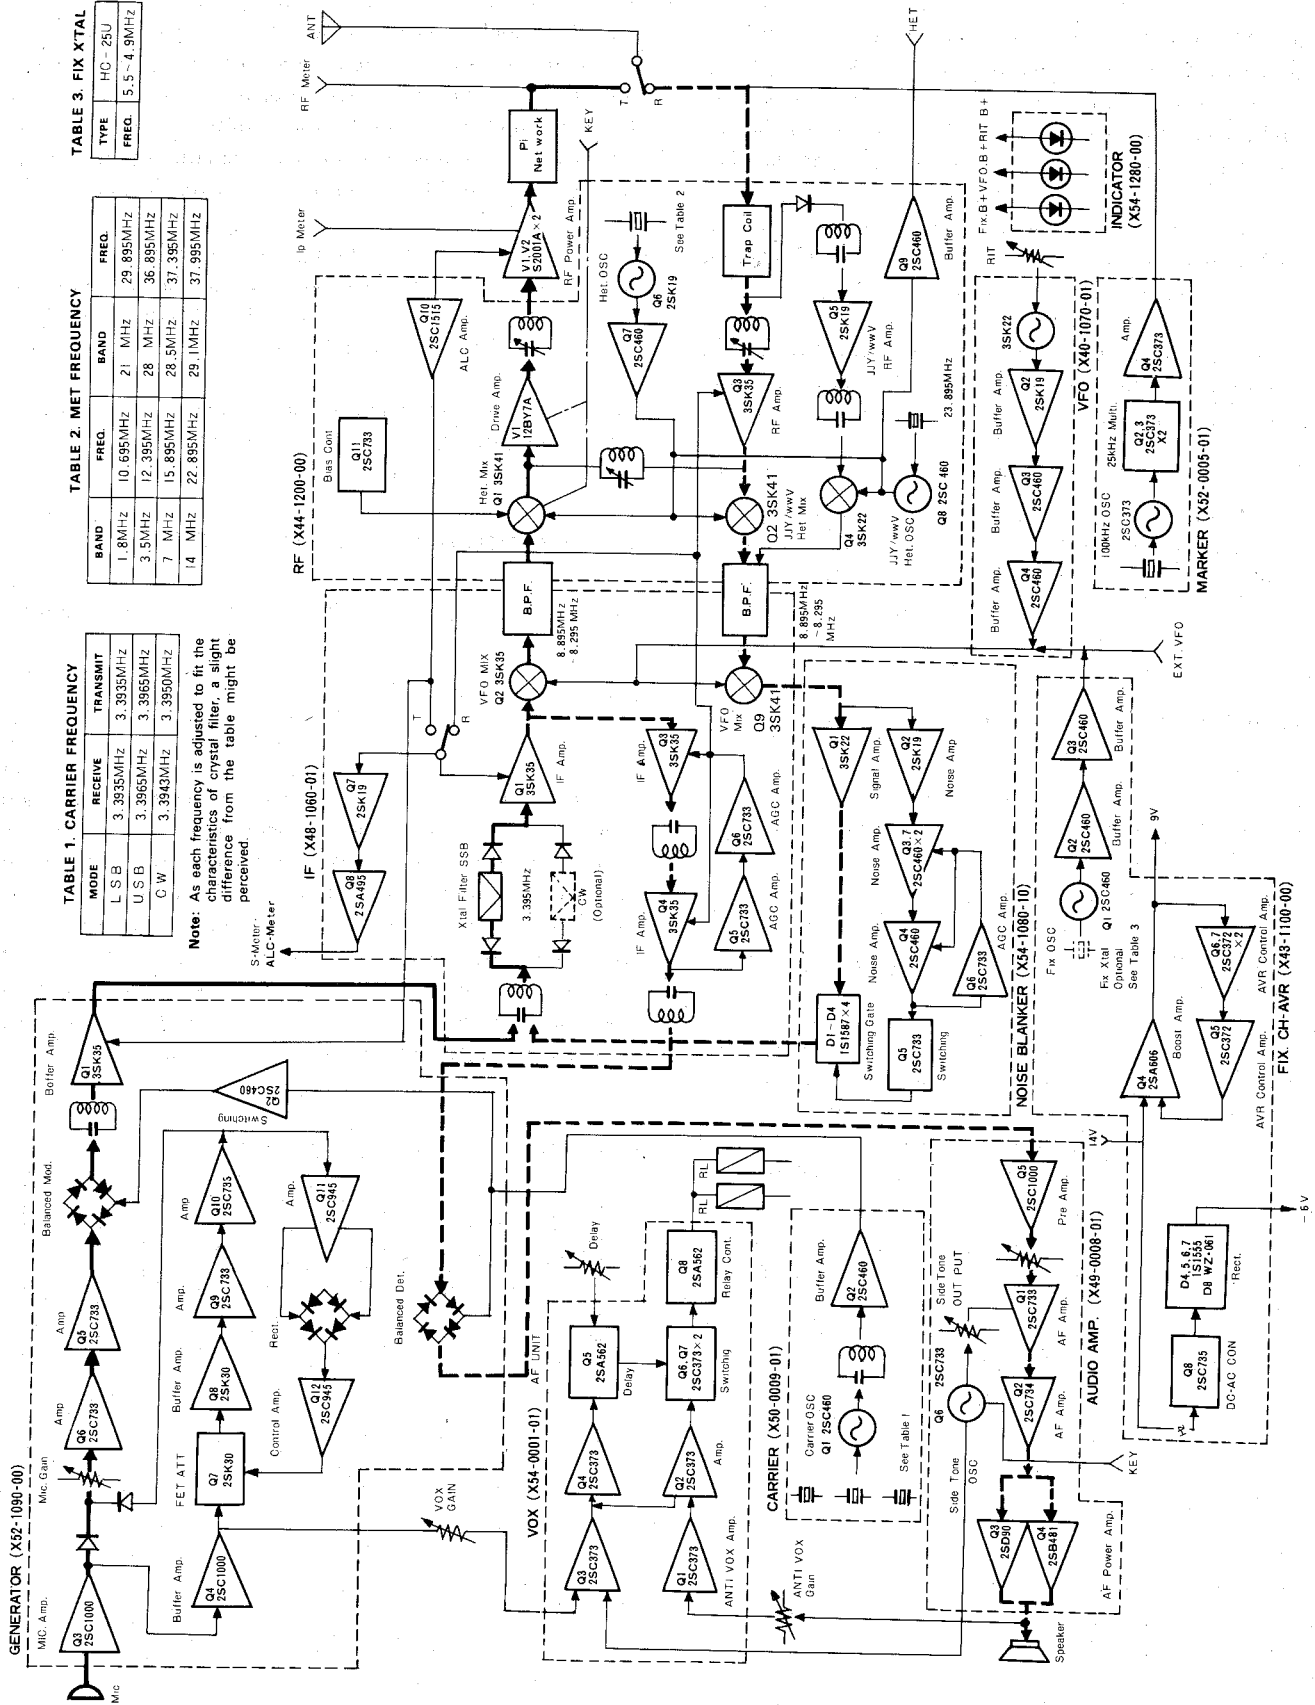 TABLE 1. CARRIER FREQUENCY
MODE RECEIVE TRANSMIT
L S B 3.3935MHz 3.3935MHz
U S B 3.3965MHz 3.3965MHz
C W 3.3943MHz 3.3950MHz
Note: As each frequency is adjusted to fit the
characteristics of crystal filter, a slight
difference from the table might be
perceived.
TABLE 2. MET FREQUENCY
BAND FREQ. BAND FREQ.
1.8MHz 10.695MHz 21 MHz 29.895MHz
3.5MHz 12.395MHz 28 MHz 36.895MHz
7 MHz 15.895MHz 28.5MHz 37.395MHz
14 MHz 22.895MHz 29.1MHz 37.995MHz
TABLE 3. FIX X'TAL
TYPE HC - 25U
FREQ. 5.5 ~ 4.9MHz
GENERATOR (X52-1090-00)
Mic
MIC. Amp.
Q3
2SC1000
Mic. Gain
Amp
Q6
2SC733
Amp
Q5
2SC733
Balanced Mod.
Boffer Amp.
Q1
3SK35
Buffer Amp.
Q4
2SC1000
FET ATT
Q7
2SK30
Buffer Amp.
Q8
2SK30
Amp.
Q9
2SC733
Amp
Q10
2SC735
Switching
Q2
2SC460
Control Amp.
Q12
2SC945
Rect.
Amp.
Q11
2SC945
VOX
GAIN
Balanced Det.
AF UNIT
S-Meter
ALC-Meter
IF (X48-1060-01)
Q8
2SA495
Q7
2SK19
T
R
Xtal Filter SSB
3.395MHz
CW
(Optional)
Q1
3SK35
IF Amp.
VFO MIX
Q2 3SK35
B.P.F.
8.895MHz
~ 8.295 MHz
IF Amp.
Q4
3SK35
IF Amp.
Q3
3SK35
Q5
2SC733
AGC Amp.
Q6
2SC733
AGC Amp.
VFO
Mix
Q9
3SK41
B.P.F.
8.895MHz
~8.295
MHz
RF (X44-1200-00)
Bias Cont
Q11
2SC733
Q10
2SC1515
ALC Amp.
Het. Mix
Q1 3SK41
Drive Amp.
V1
12BY7A
V1.V2
S2001A × 2
RF Power Amp.
Ip Meter
Pi
Net work
RF Meter
ANT
T
R
KEY
Het. OSC
Q6
2SK19
See Table 2
Q7
2SC460
Q2 3SK41
JJY/wwV
Het Mix
Q3
3SK35
RF Amp.
Trap Coil
Q4
3SK22
Q5
2SK19
JJY/wwV
RF Amp.
JJY/wwV
Het. OSC
Q8 2SC 460
23.895MHz
Q9
2SC460
Buffer Amp.
HET
VOX (X54-0001-01)
Delay
Q5
2SA562
Delay
Q3
2SC373
Q4
2SC373
Q1
2SC373
ANTI VOX Amp.
Q2
2SC373
Amp.
Q6, Q7
2SC373×2
Switchig
Q8
2SA562
Relay Cont.
RL
RL
ANTI VOX
Gain
CARRIER (X50-0009-01)
Carrier OSC
Q1 2SC460
See Table 1
Buffer Amp.
Q2
2SC460
NOISE BLANKER (X54-1080-10)
D1~D4
1S1587×4
Switching Gate
Q1
3SK22
Signal Amp.
Q2
2SK19
Noise Amp
Noise Amp.
Q3.7
2SC460×2
Noise Amp.
Q4
2SC460
Q5
2SC733
Switching
Q6
2SC733
AGC Amp.
AUDIO AMP. (X49-0008-01)
Q5
2SC1000
Pre Amp.
Side Tone
OUT PUT
Q1
2SC733
AF Amp.
Q2
2SC734
AF Amp.
Q6
2SC733
Side Tone
OSC
KEY
Q3
2SD90
Q4
2SB481
AF Power Amp.
Speaker
FIX. CH-AVR (X43-1100-00)
Fix OSC
Q1 2SC460
Fix Xtal
Optional
See Table 3
Q2
2SC460
Buffer Amp.
Q3
2SC460
Buffer Amp.
EXT. VFO
14V
9V
Q4
2SA606
Boost Amp.
Q5
2SC372
AVR Control Amp.
Q6,7
2SC372
×2
AVR Control Amp.
Q8
2SC735
DC-AC CON
D4,5,6,7
1S1555
D8 WZ-061
Rect.
-6V
VFO (X40-1070-01)
RIT
3SK22
Buffer Amp.
Q2
2SK19
Buffer Amp.
Q3
2SC460
Buffer Amp.
Q4
2SC460
MARKER (X52-0005-01)
100kHz OSC
2SC373
25kHz Multi.
Q2,3
2SC373
X2
Amp.
Q4
2SC373
Fix.B+ VFO.B+ RIT B+
INDICATOR
(X54-1280-00)